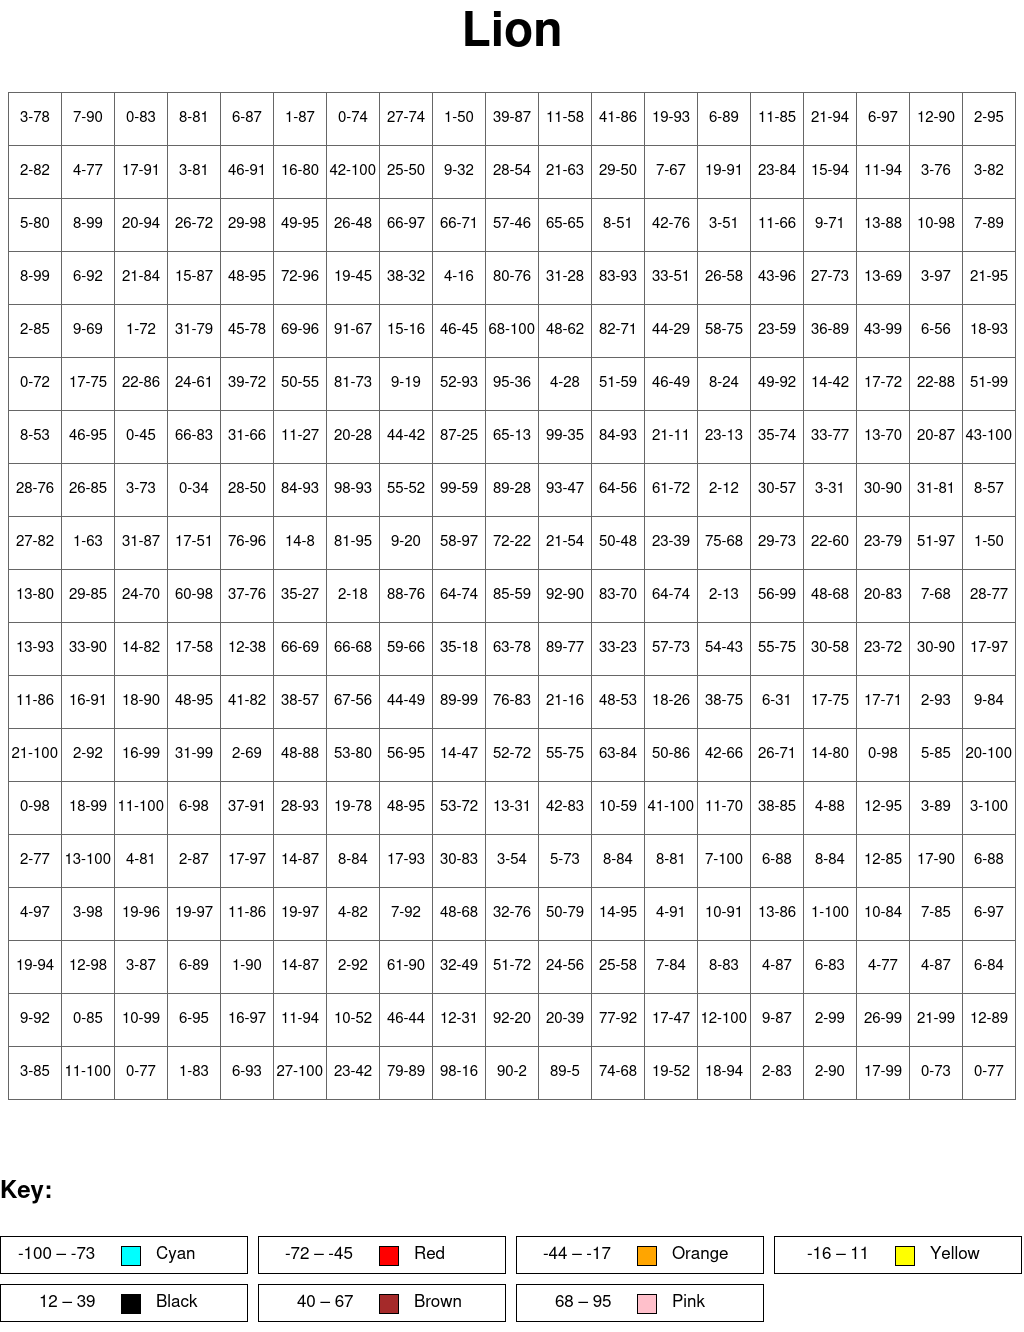 Lion
3-78 7-90 0-83 8-81 6-87 1-87 0-74 27-74 1-50 39-87 11-58 41-86 19-93 6-89 11-85 21-94 6-97 12-90 2-95
2-82 4-77 17-91 3-81 46-91 16-80 42-100 25-50 9-32 28-54 21-63 29-50 7-67 19-91 23-84 15-94 11-94 3-76 3-82
5-80 8-99 20-94 26-72 29-98 49-95 26-48 66-97 66-71 57-46 65-65 8-51 42-76 3-51 11-66 9-71 13-88 10-98 7-89
8-99 6-92 21-84 15-87 48-95 72-96 19-45 38-32 4-16 80-76 31-28 83-93 33-51 26-58 43-96 27-73 13-69 3-97 21-95
2-85 9-69 1-72 31-79 45-78 69-96 91-67 15-16 46-45 68-100 48-62 82-71 44-29 58-75 23-59 36-89 43-99 6-56 18-93
0-72 17-75 22-86 24-61 39-72 50-55 81-73 9-19 52-93 95-36 4-28 51-59 46-49 8-24 49-92 14-42 17-72 22-88 51-99
8-53 46-95 0-45 66-83 31-66 11-27 20-28 44-42 87-25 65-13 99-35 84-93 21-11 23-13 35-74 33-77 13-70 20-87 43-100
28-76 26-85 3-73 0-34 28-50 84-93 98-93 55-52 99-59 89-28 93-47 64-56 61-72 2-12 30-57 3-31 30-90 31-81 8-57
27-82 1-63 31-87 17-51 76-96 14-8 81-95 9-20 58-97 72-22 21-54 50-48 23-39 75-68 29-73 22-60 23-79 51-97 1-50
13-80 29-85 24-70 60-98 37-76 35-27 2-18 88-76 64-74 85-59 92-90 83-70 64-74 2-13 56-99 48-68 20-83 7-68 28-77
13-93 33-90 14-82 17-58 12-38 66-69 66-68 59-66 35-18 63-78 89-77 33-23 57-73 54-43 55-75 30-58 23-72 30-90 17-97
11-86 16-91 18-90 48-95 41-82 38-57 67-56 44-49 89-99 76-83 21-16 48-53 18-26 38-75 6-31 17-75 17-71 2-93 9-84
21-100 2-92 16-99 31-99 2-69 48-88 53-80 56-95 14-47 52-72 55-75 63-84 50-86 42-66 26-71 14-80 0-98 5-85 20-100
0-98 18-99 11-100 6-98 37-91 28-93 19-78 48-95 53-72 13-31 42-83 10-59 41-100 11-70 38-85 4-88 12-95 3-89 3-100
2-77 13-100 4-81 2-87 17-97 14-87 8-84 17-93 30-83 3-54 5-73 8-84 8-81 7-100 6-88 8-84 12-85 17-90 6-88
4-97 3-98 19-96 19-97 11-86 19-97 4-82 7-92 48-68 32-76 50-79 14-95 4-91 10-91 13-86 1-100 10-84 7-85 6-97
19-94 12-98 3-87 6-89 1-90 14-87 2-92 61-90 32-49 51-72 24-56 25-58 7-84 8-83 4-87 6-83 4-77 4-87 6-84
9-92 0-85 10-99 6-95 16-97 11-94 10-52 46-44 12-31 92-20 20-39 77-92 17-47 12-100 9-87 2-99 26-99 21-99 12-89
3-85 11-100 0-77 1-83 6-93 27-100 23-42 79-89 98-16 90-2 89-5 74-68 19-52 18-94 2-83 2-90 17-99 0-73 0-77
Key:
-100 – -73 Cyan -72 – -45 Red -44 – -17 Orange -16 – 11 Yellow
12 – 39 Black 40 – 67 Brown 68 – 95 Pink